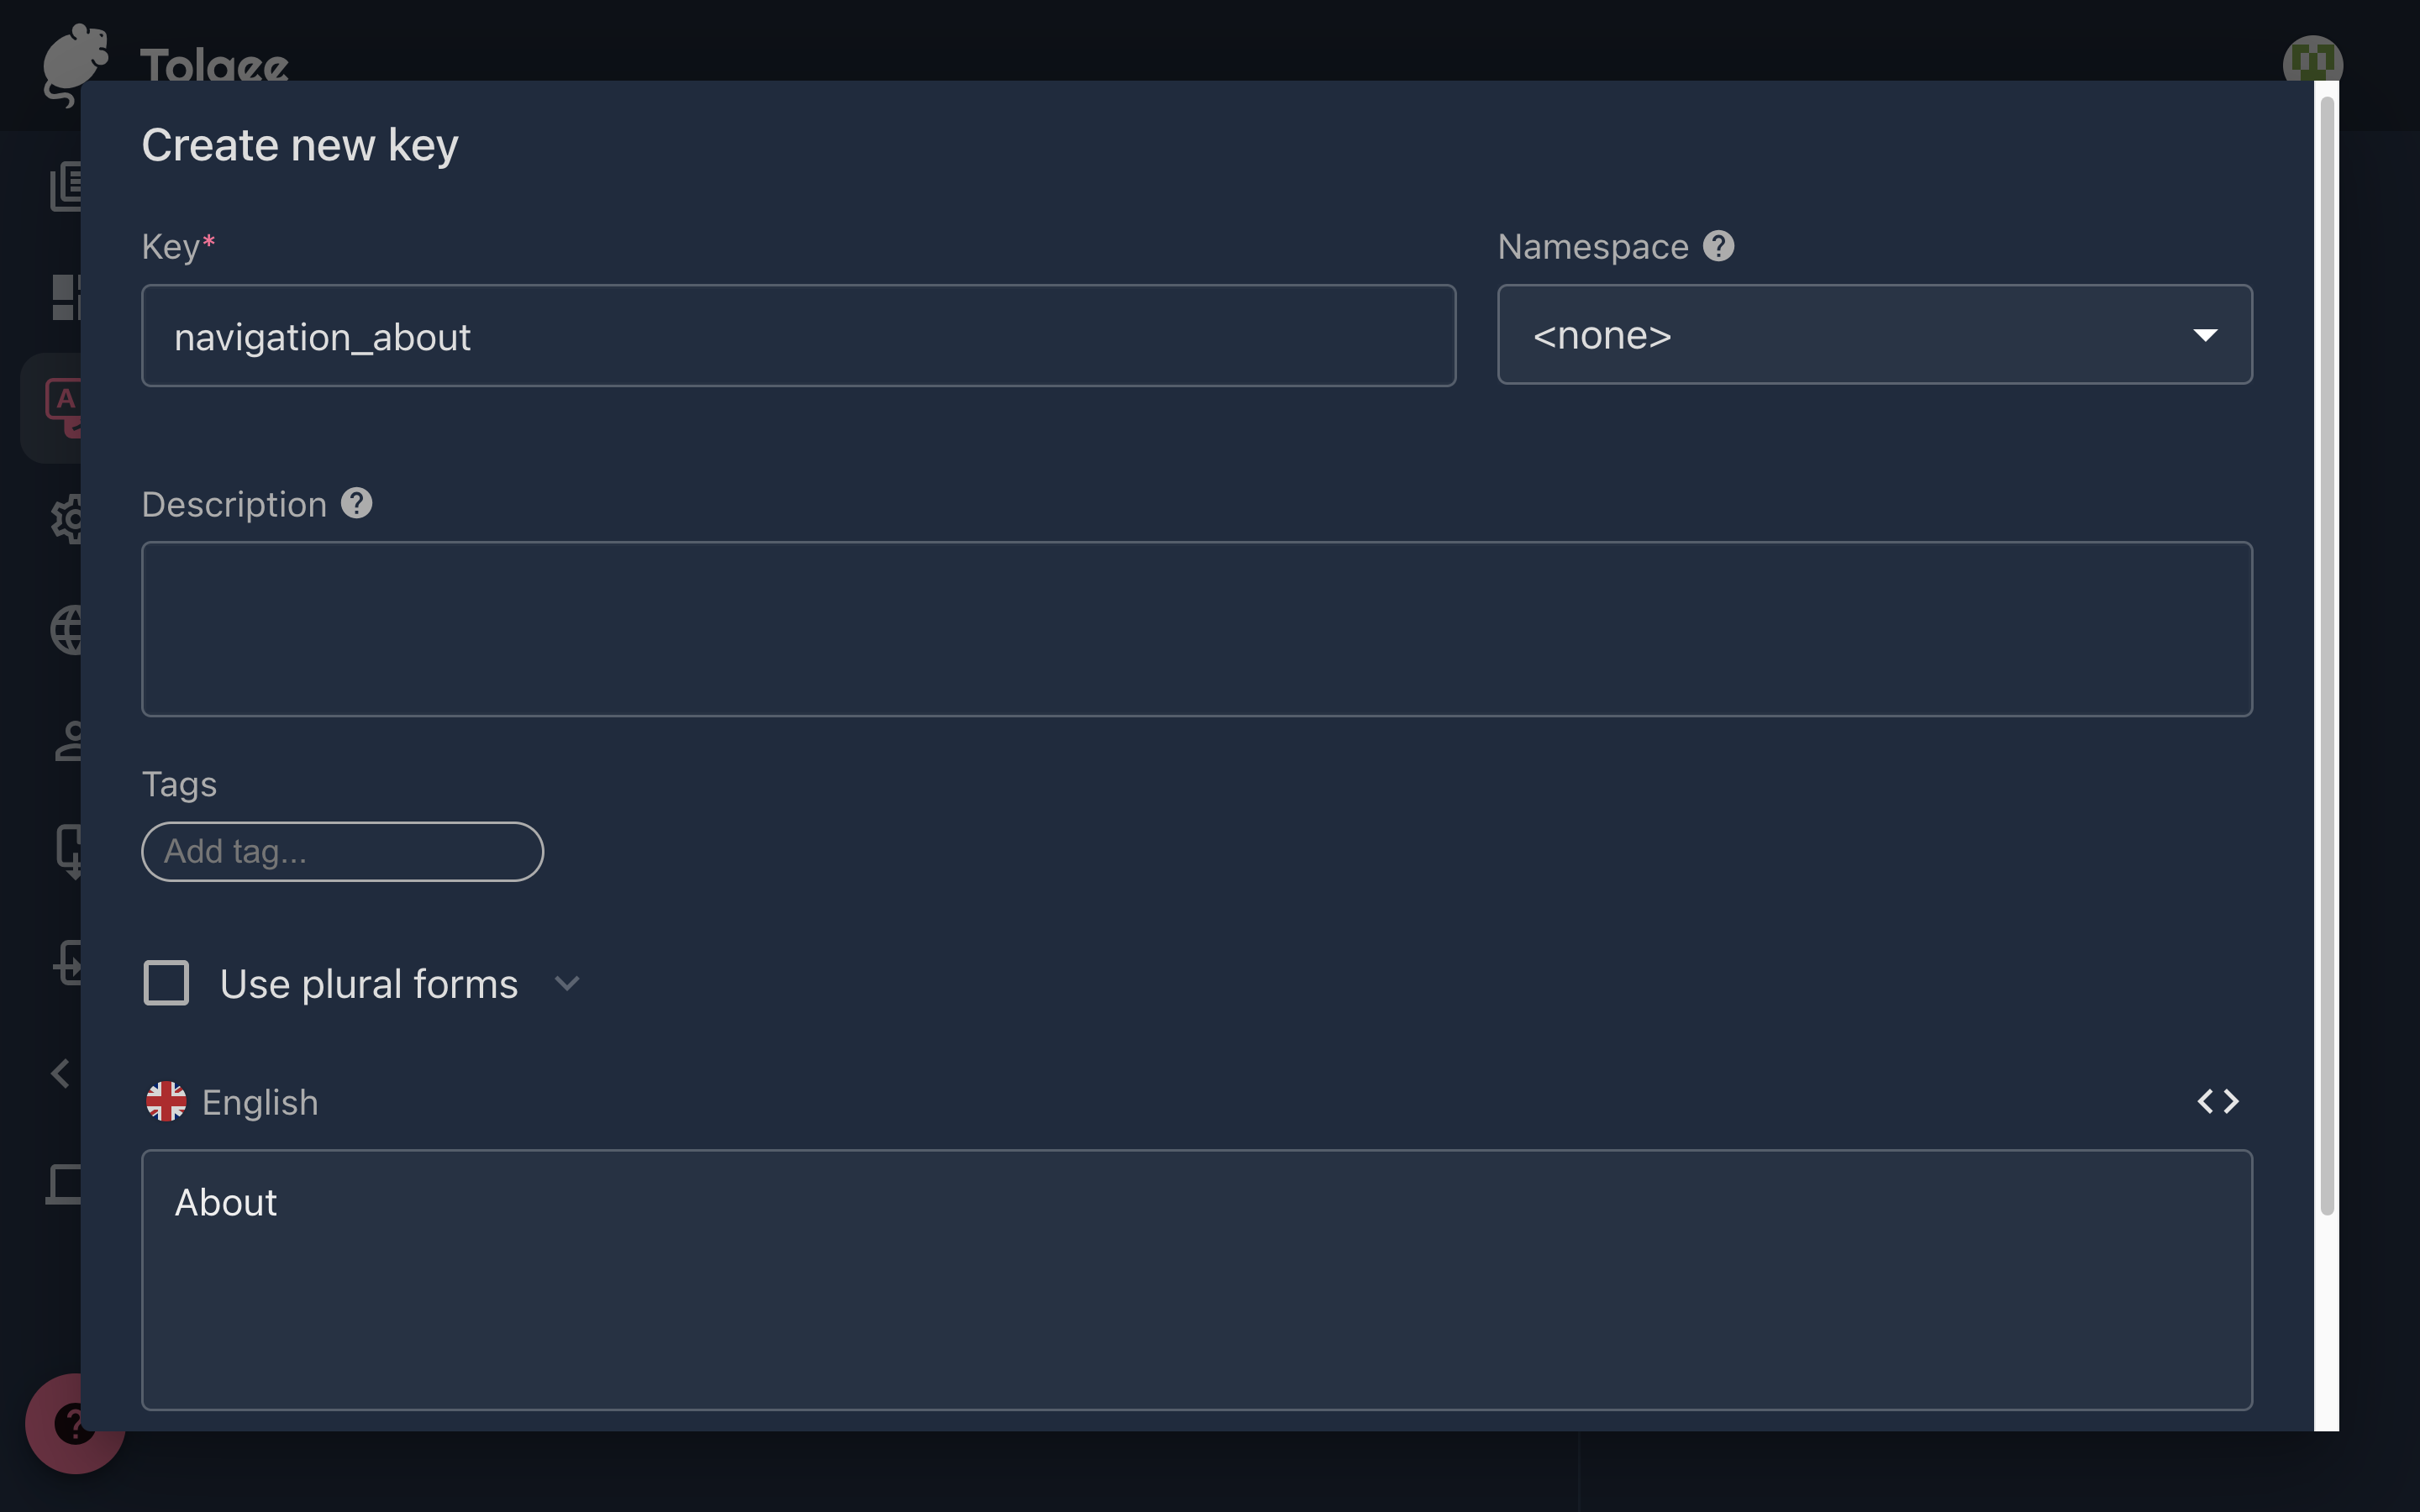 Tolgee
Create new key
Key*
Namespace
navigation_about
<none>
Description
Tags
Add tag...
Use plural forms
English
About